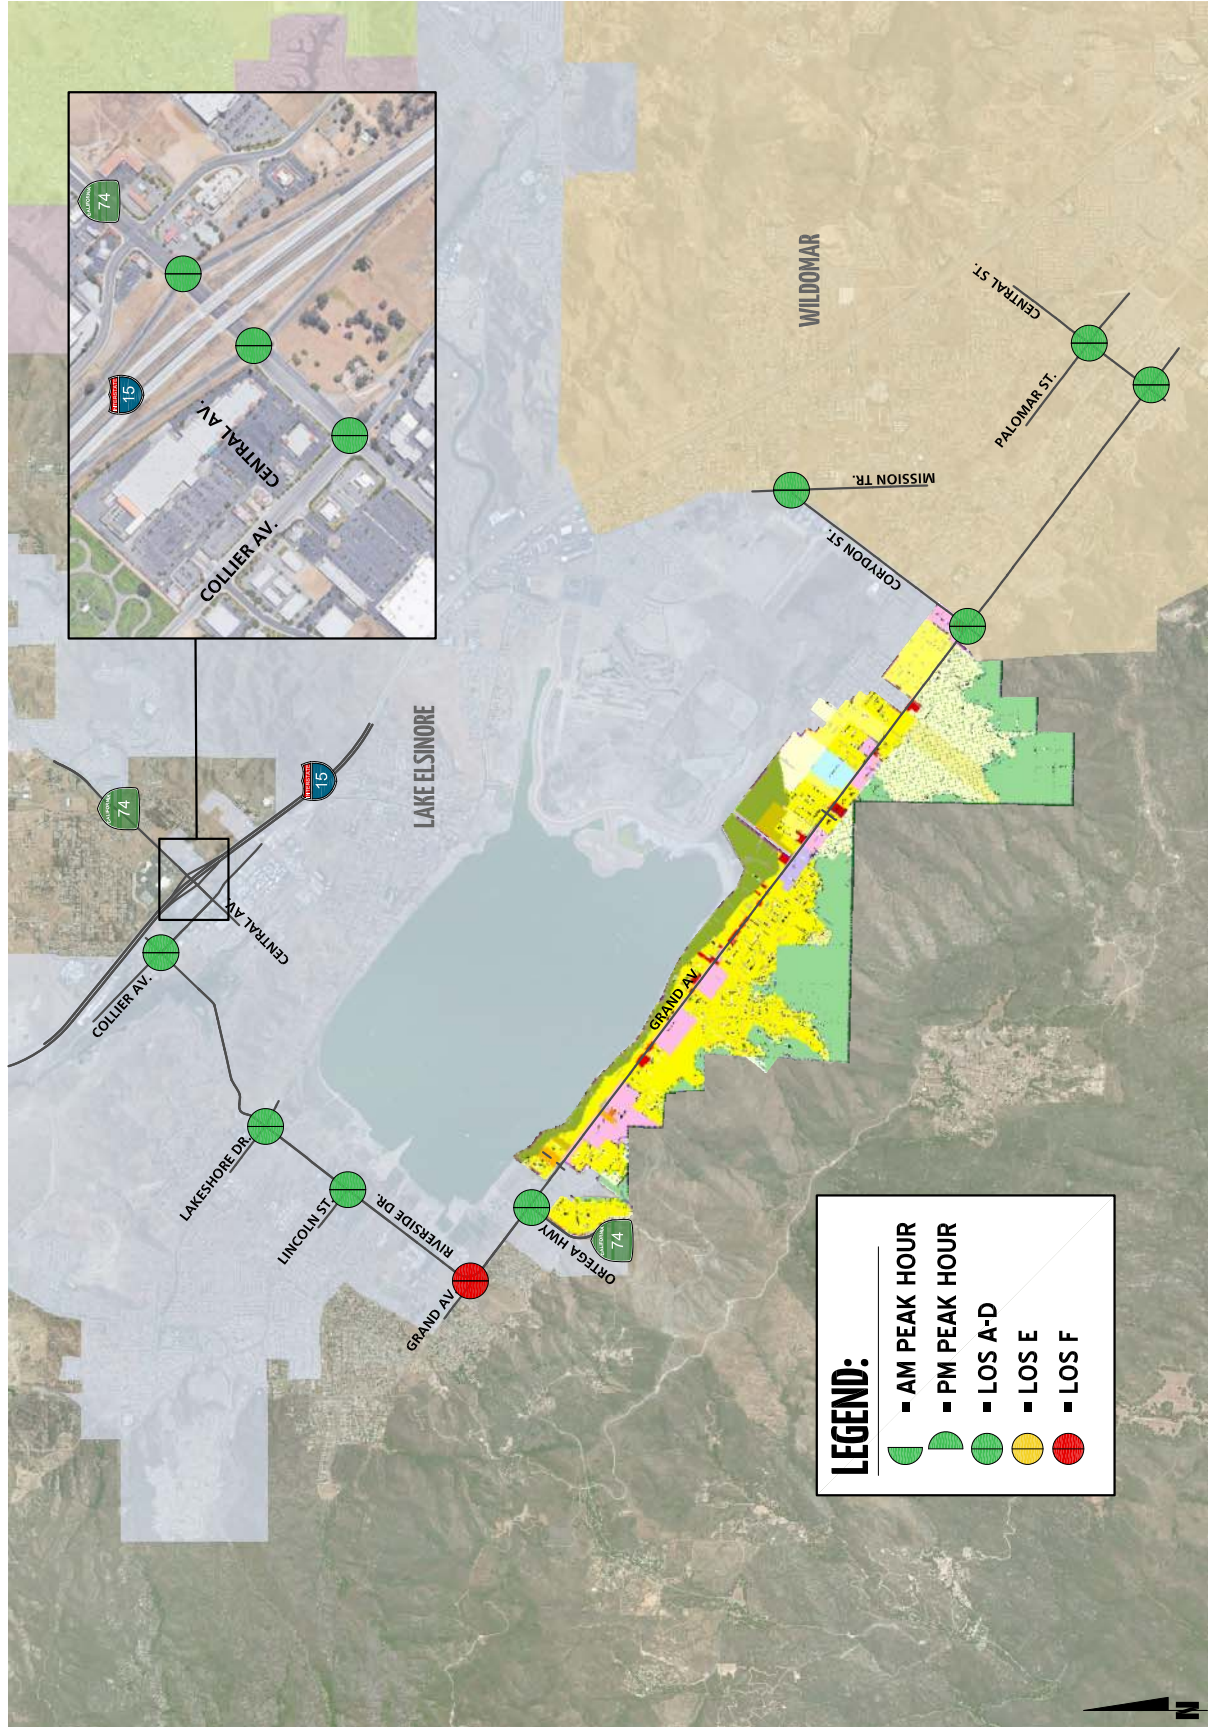 CALIFORNIA
74
INTERSTATE
15
CENTRAL AV.
COLLIER AV.
CALIFORNIA
74
INTERSTATE
15
CENTRAL AV.
COLLIER AV.
LAKE ELSINORE
WILDOMAR
LAKESHORE DR.
LINCOLN ST.
RIVERSIDE DR.
GRAND AV
ORTEGA HWY
CALIFORNIA
74
GRAND AV
CORYDON ST.
MISSION TR.
PALOMAR ST.
CENTRAL ST.
LEGEND:
- AM PEAK HOUR
- PM PEAK HOUR
- LOS A-D
- LOS E
- LOS F
N